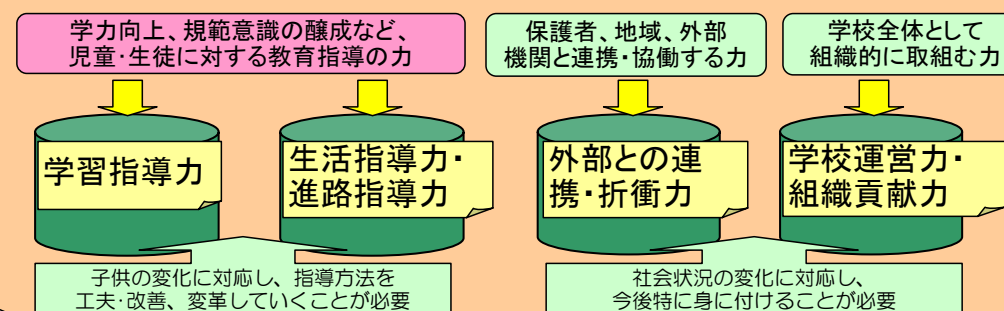 学力向上、規範意識の醸成など、
児童･生徒に対する教育指導の力
保護者、地域、外部
機関と連携･協働する力
学校全体として
組織的に取組む力
学習指導力
生活指導力・
進路指導力
外部との連
携・折衝力
学校運営力・
組織貢献力
子供の変化に対応し、指導方法を
工夫･改善、変革していくことが必要
社会状況の変化に対応し、
今後特に身に付けることが必要